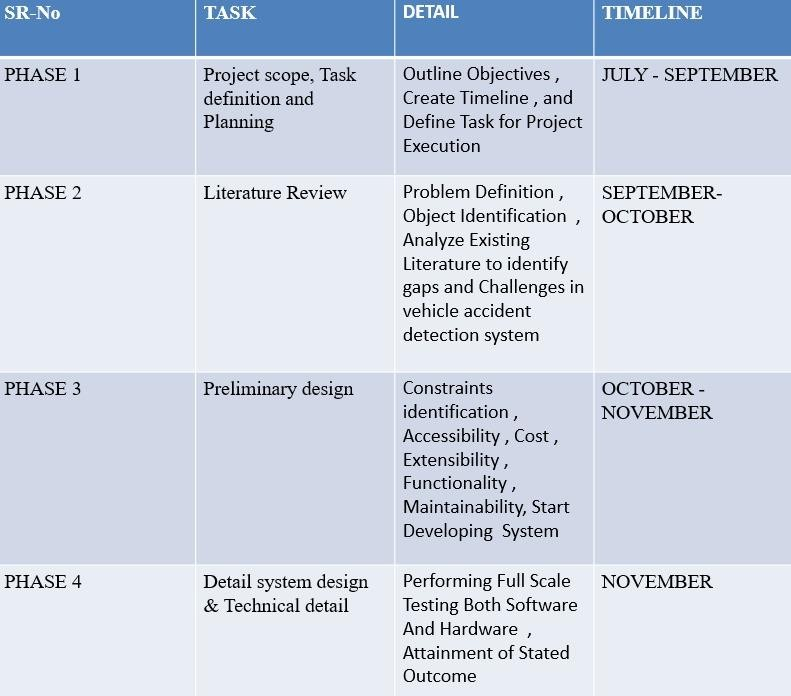 SR-No TASK DETAIL TIMELINE
PHASE 1
Project scope, Task
definition and
Planning
Outline Objectives ,
Create Timeline , and
Define Task for Project
Execution
JULY - SEPTEMBER
PHASE 2
Literature Review
Problem Definition ,
Object Identification  ,
Analyze Existing
Literature to identify
gaps and Challenges in
vehicle accident
detection system
SEPTEMBER-
OCTOBER
PHASE 3
Preliminary design
Constraints
identification ,
Accessibility , Cost ,
Extensibility ,
Functionality ,
Maintainability, Start
Developing  System
OCTOBER -
NOVEMBER
PHASE 4
Detail system design
& Technical detail
Performing Full Scale
Testing Both Software
And Hardware  ,
Attainment of Stated
Outcome
NOVEMBER